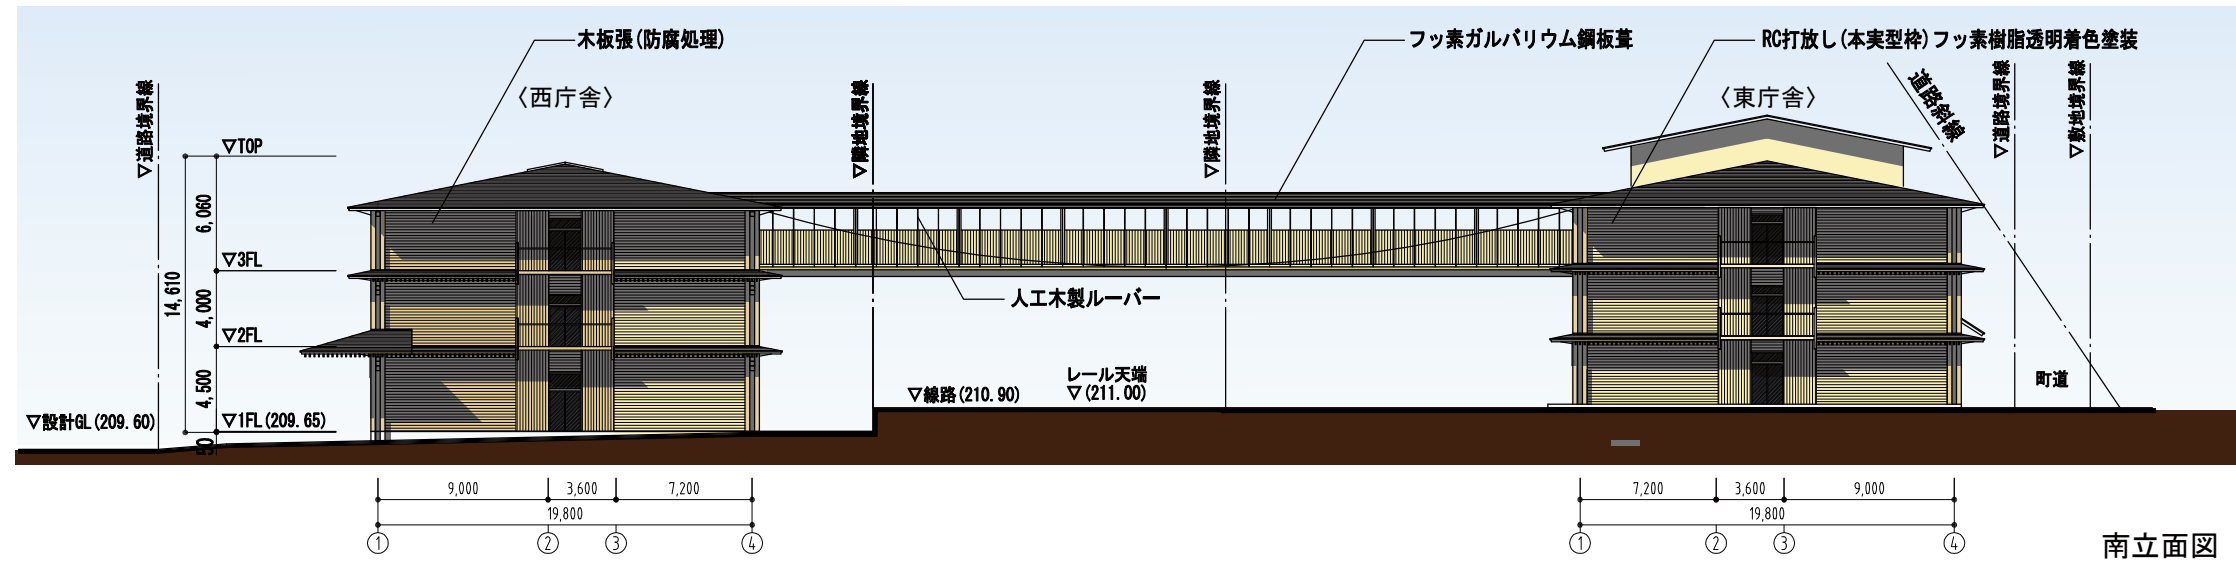 木板張(防腐処理)
フッ素ガルバリウム鋼板葺
RC打放し(本実型枠)フッ素樹脂透明着色塗装
〈西庁舎〉
〈東庁舎〉
▽道路境界線
▽隣地境界線
▽隣地境界線
道路斜線
▽道路境界線
▽敷地境界線
▽TOP
6,060
▽3FL
14,610
4,000
▽2FL
4,500
▽設計GL(209.60)
▽1FL(209.65)
50
人工木製ルーバー
▽線路(210.90)
レール天端
▽(211.00)
町道
9,000
3,600
7,200
19,800
① ② ③ ④
7,200
3,600
9,000
19,800
① ② ③ ④
南立面図